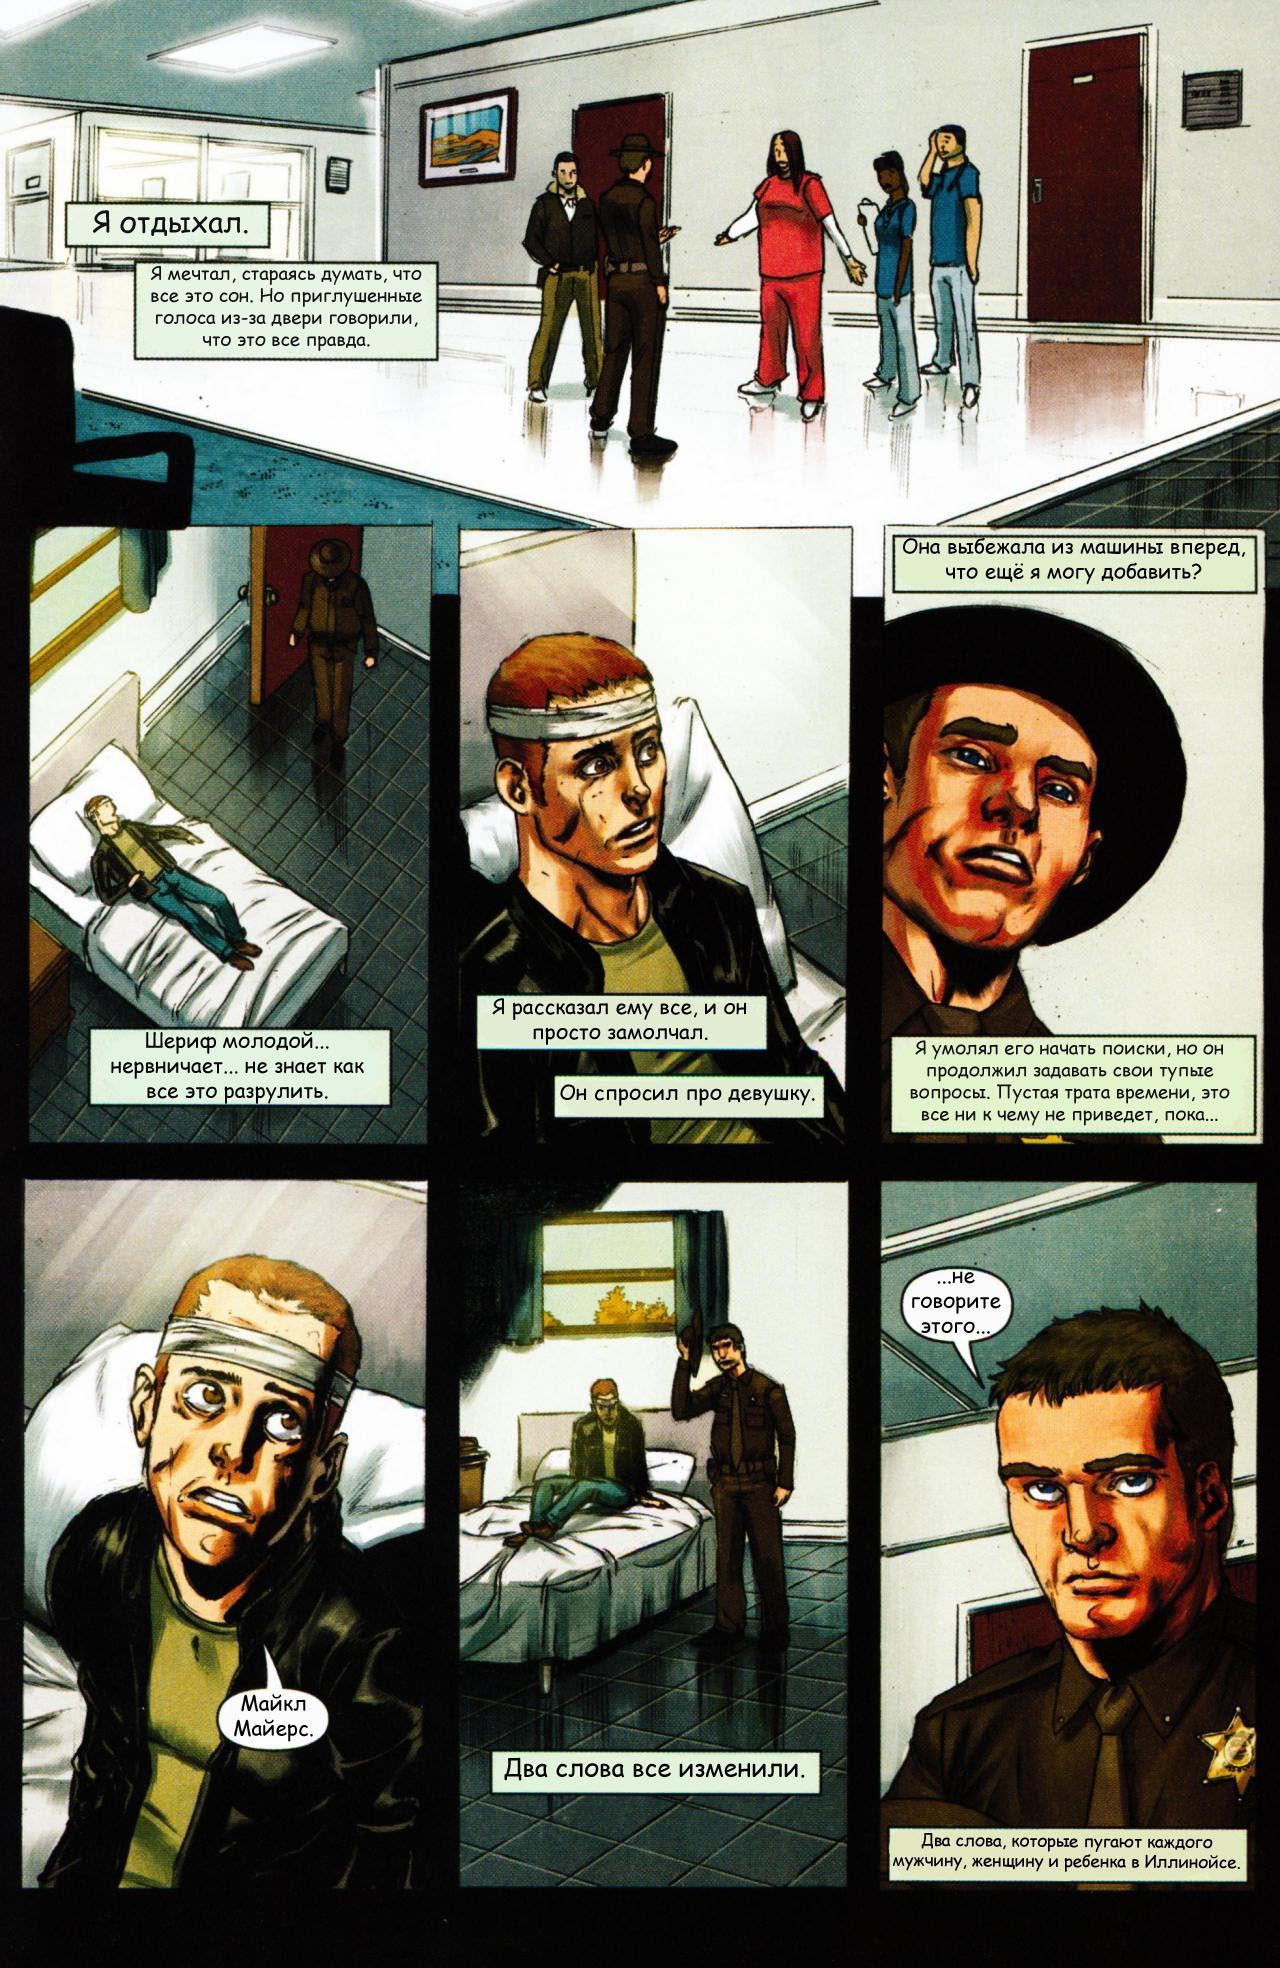 Я отдыхал.
Я мечтал, стараясь думать, что
все это сон. Но приглушенные
голоса из-за двери говорили,
что это все правда.
Шериф молодой...
нервничает... не знает как
все это разрулить.
Я рассказал ему все, и он
просто замолчал.
Он спросил про девушку.
Она выбежала из машины вперед,
что ещё я могу добавить?
Я умолял его начать поиски, но он
продолжил задавать свои тупые
вопросы. Пустая трата времени, это
все ни к чему не приведет, пока...
Майкл
Майерс.
Два слова все изменили.
...не
говорите
этого...
Два слова, которые пугают каждого
мужчину, женщину и ребенка в Иллинойсе.